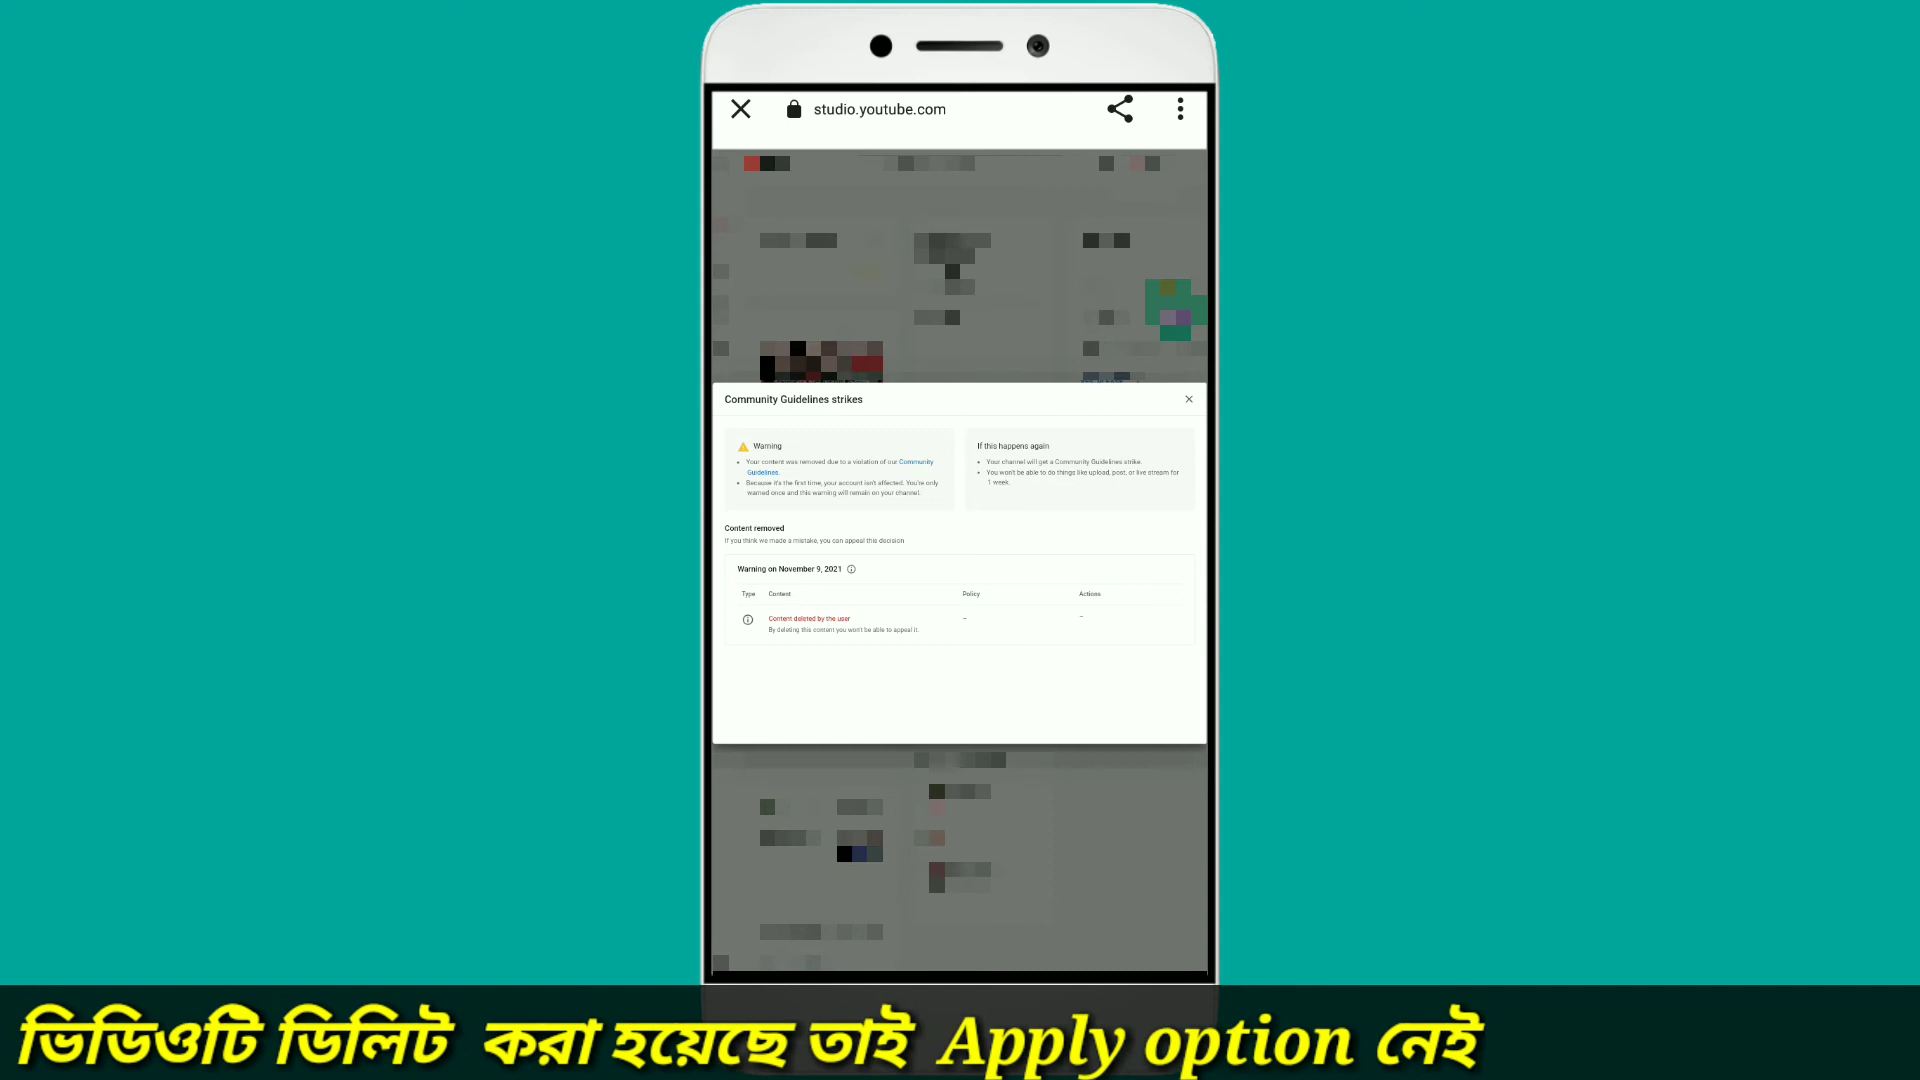 studio.youtube.com
Community Guidelines strikes
Warning
Your content was removed due to a violation of our Community
Guidelines.
Because it's the first time, your account isn't affected. You're only
warned once and this warning will remain on your channel.
If this happens again
Your channel will get a Community Guidelines strike.
You won't be able to do things like upload, post, or live stream for
1 week.
Content removed
If you think we made a mistake, you can appeal this decision
Warning on November 9, 2021
Type Content Policy Actions
Content deleted by the user – –
By deleting this content you won't be able to appeal it.
ভিডিওটি ডিলিট করা হয়েছে তাই Apply option নেই